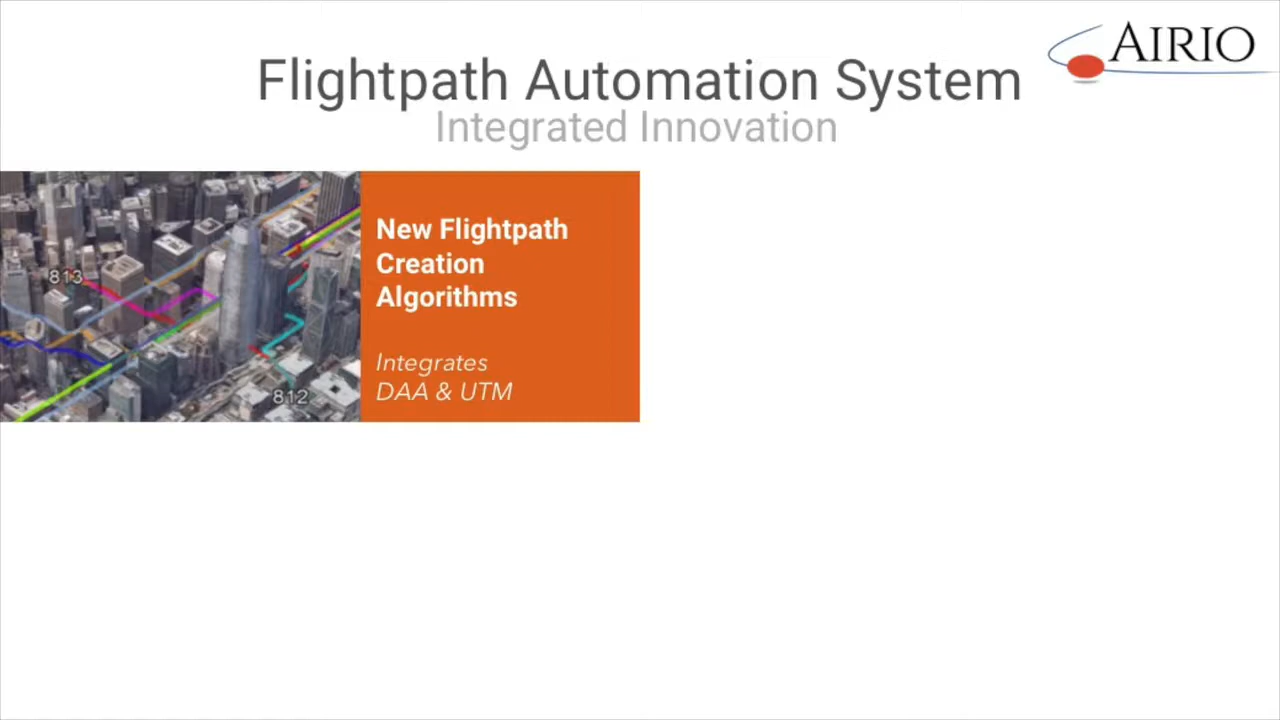 AIRIO
Flightpath Automation System
Integrated Innovation
New Flightpath
Creation
Algorithms
Integrates
DAA & UTM
813
812